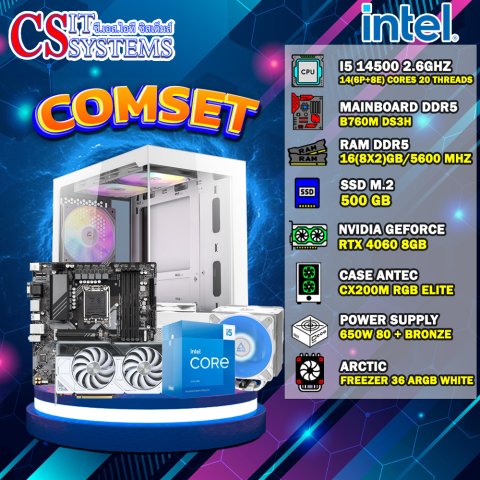 CS IT SYSTEMS
ซี.เอส.ไอที ซิสเต็มส์
intel.
COMSET
CPU
I5 14500 2.6GHZ
14(6P+8E) CORES 20 THREADS
MAINBOARD DDR5
B760M DS3H
RAM
RAM
RAM DDR5
16(8X2)GB/5600 MHZ
SSD
SSD M.2
500 GB
NVIDIA GEFORCE
RTX 4060 8GB
CASE ANTEC
CX200M RGB ELITE
POWER SUPPLY
650W 80 + BRONZE
ARCTIC
FREEZER 36 ARGB WHITE
i5
intel
CORE